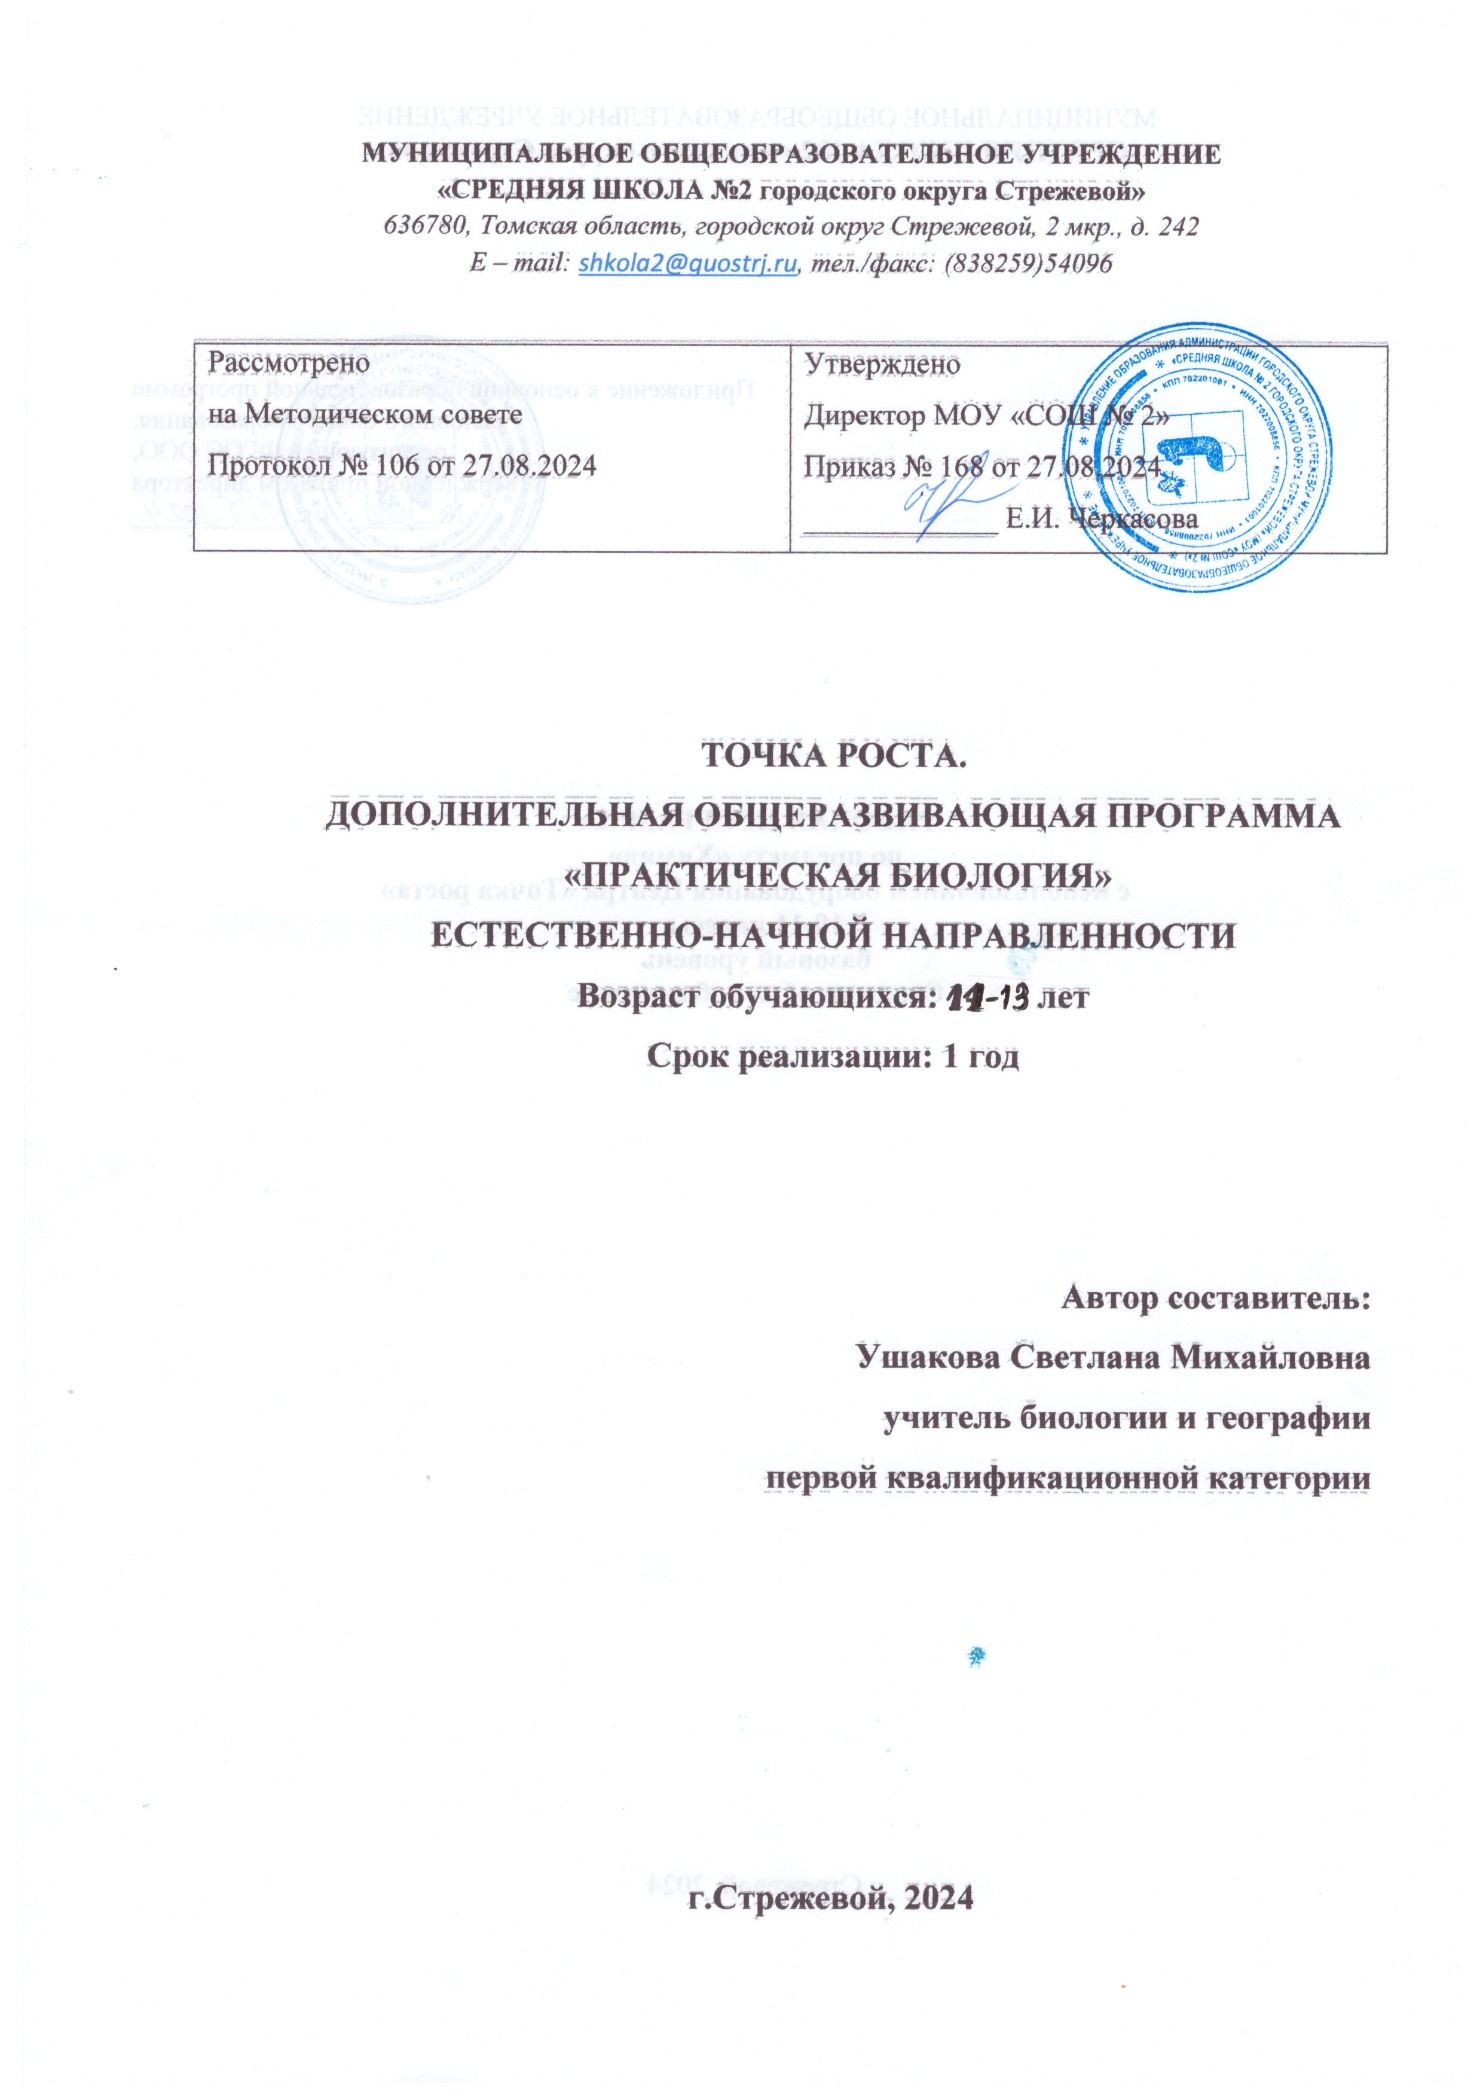 МУНИЦИПАЛЬНОЕ ОБЩЕОБРАЗОВАТЕЛЬНОЕ УЧРЕЖДЕНИЕ
«СРЕДНЯЯ ШКОЛА №2 городского округа Стрежевой»
636780, Томская область, городской округ Стрежевой, 2 мкр., д. 242
E – mail: shkola2@guostrj.ru, тел./факс: (838259)54096
Рассмотрено
на Методическом совете
Протокол № 106 от 27.08.2024
Утверждено
Директор МОУ «СОШ № 2»
Приказ № 168 от 27.08.2024
Е.И. Черкасова
ТОЧКА РОСТА.
ДОПОЛНИТЕЛЬНАЯ ОБЩЕРАЗВИВАЮЩАЯ ПРОГРАММА
«ПРАКТИЧЕСКАЯ БИОЛОГИЯ»
ЕСТЕСТВЕННО-НАЧНОЙ НАПРАВЛЕННОСТИ
Возраст обучающихся: 11-13 лет
Срок реализации: 1 год
Автор составитель:
Ушакова Светлана Михайловна
учитель биологии и географии
первой квалификационной категории
г.Стрежевой, 2024